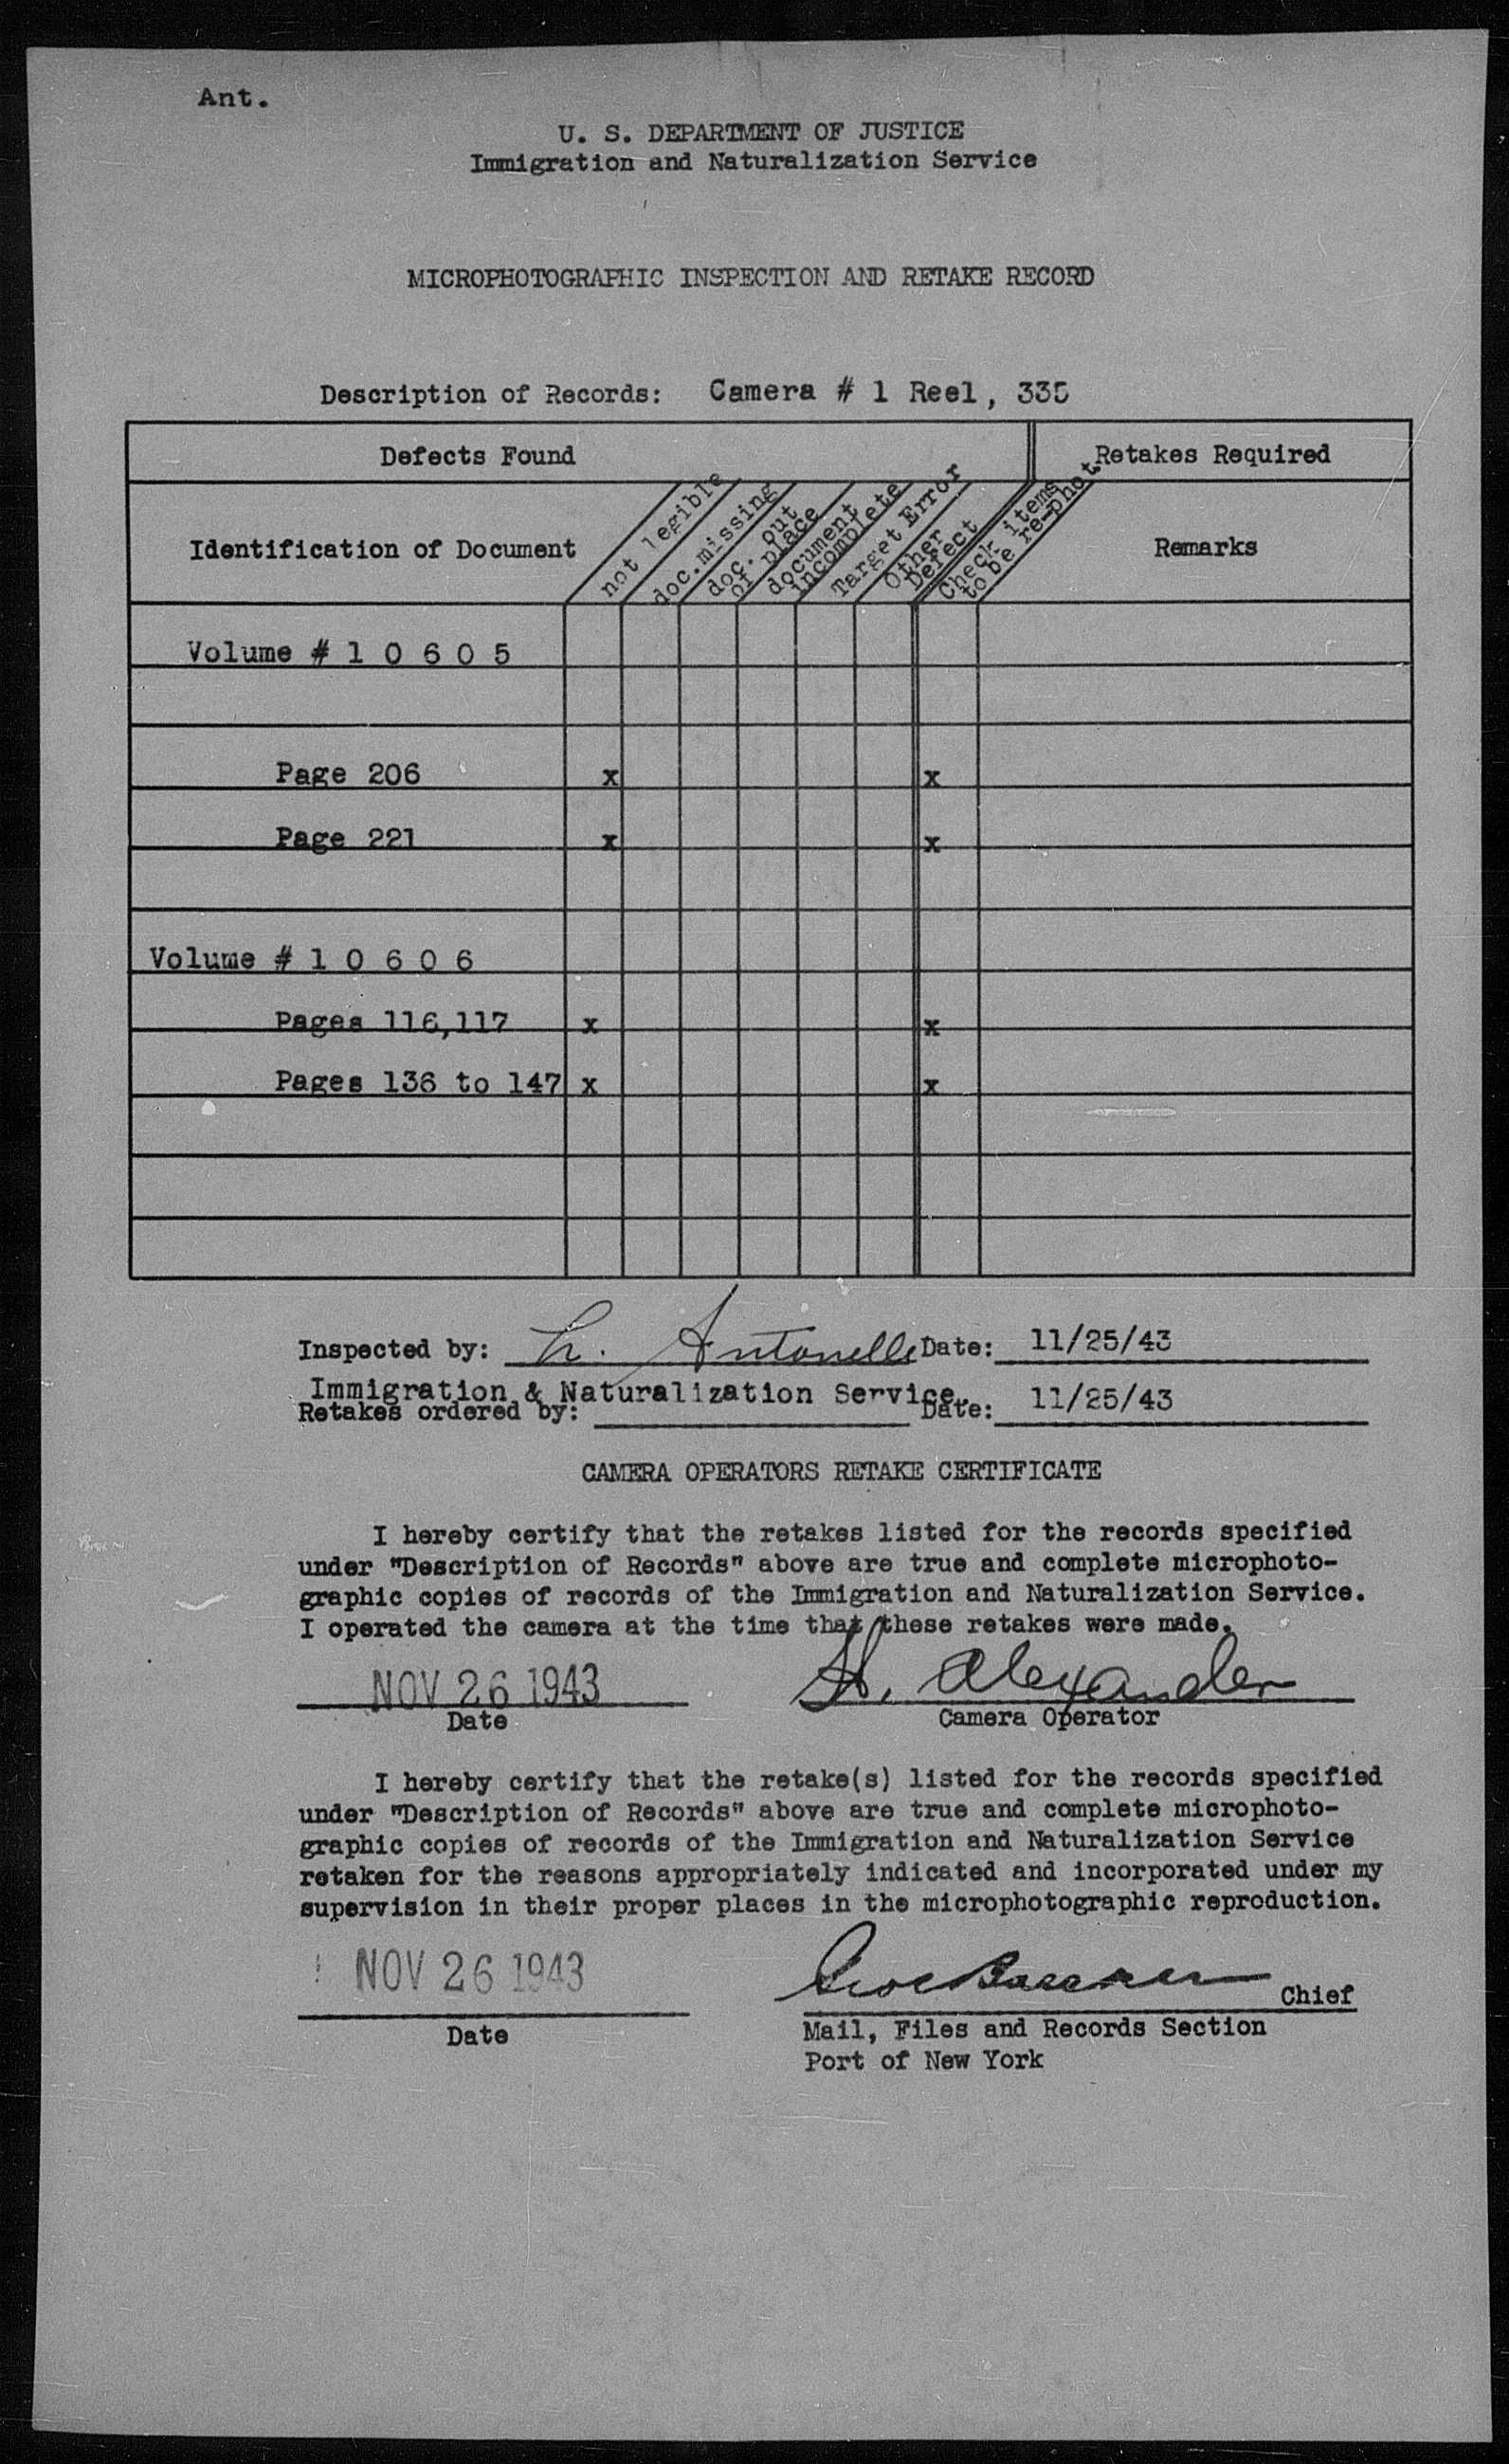 Ant.
U. S. DEPARTMENT OF JUSTICE
Immigration and Naturalization Service
MICROPHOTOGRAPHIC INSPECTION AND RETAKE RECORD
Description of Records: Camera # 1 Reel, 335
Defects Found
Retakes Required
Identification of Document
not legible
doc. missing
doc. out of place
document incomplete
Target Error
Other Defect
Check items to be re-phot.
Remarks
Volume # 1 0 6 0 5
Page 206 x x
Page 221 x x
Volume # 1 0 6 0 6
Pages 116,117 x x
Pages 136 to 147 x x
Inspected by: L. Antonelli Date: 11/25/43
Immigration & Naturalization Service.
Retakes ordered by: Date: 11/25/43
CAMERA OPERATORS RETAKE CERTIFICATE
I hereby certify that the retakes listed for the records specified
under "Description of Records" above are true and complete microphoto-
graphic copies of records of the Immigration and Naturalization Service.
I operated the camera at the time that these retakes were made.
NOV 26 1943 H. Alexander
Date Camera Operator
I hereby certify that the retake(s) listed for the records specified
under "Description of Records" above are true and complete microphoto-
graphic copies of records of the Immigration and Naturalization Service
retaken for the reasons appropriately indicated and incorporated under my
supervision in their proper places in the microphotographic reproduction.
NOV 26 1943 Chief
Date Mail, Files and Records Section
Port of New York